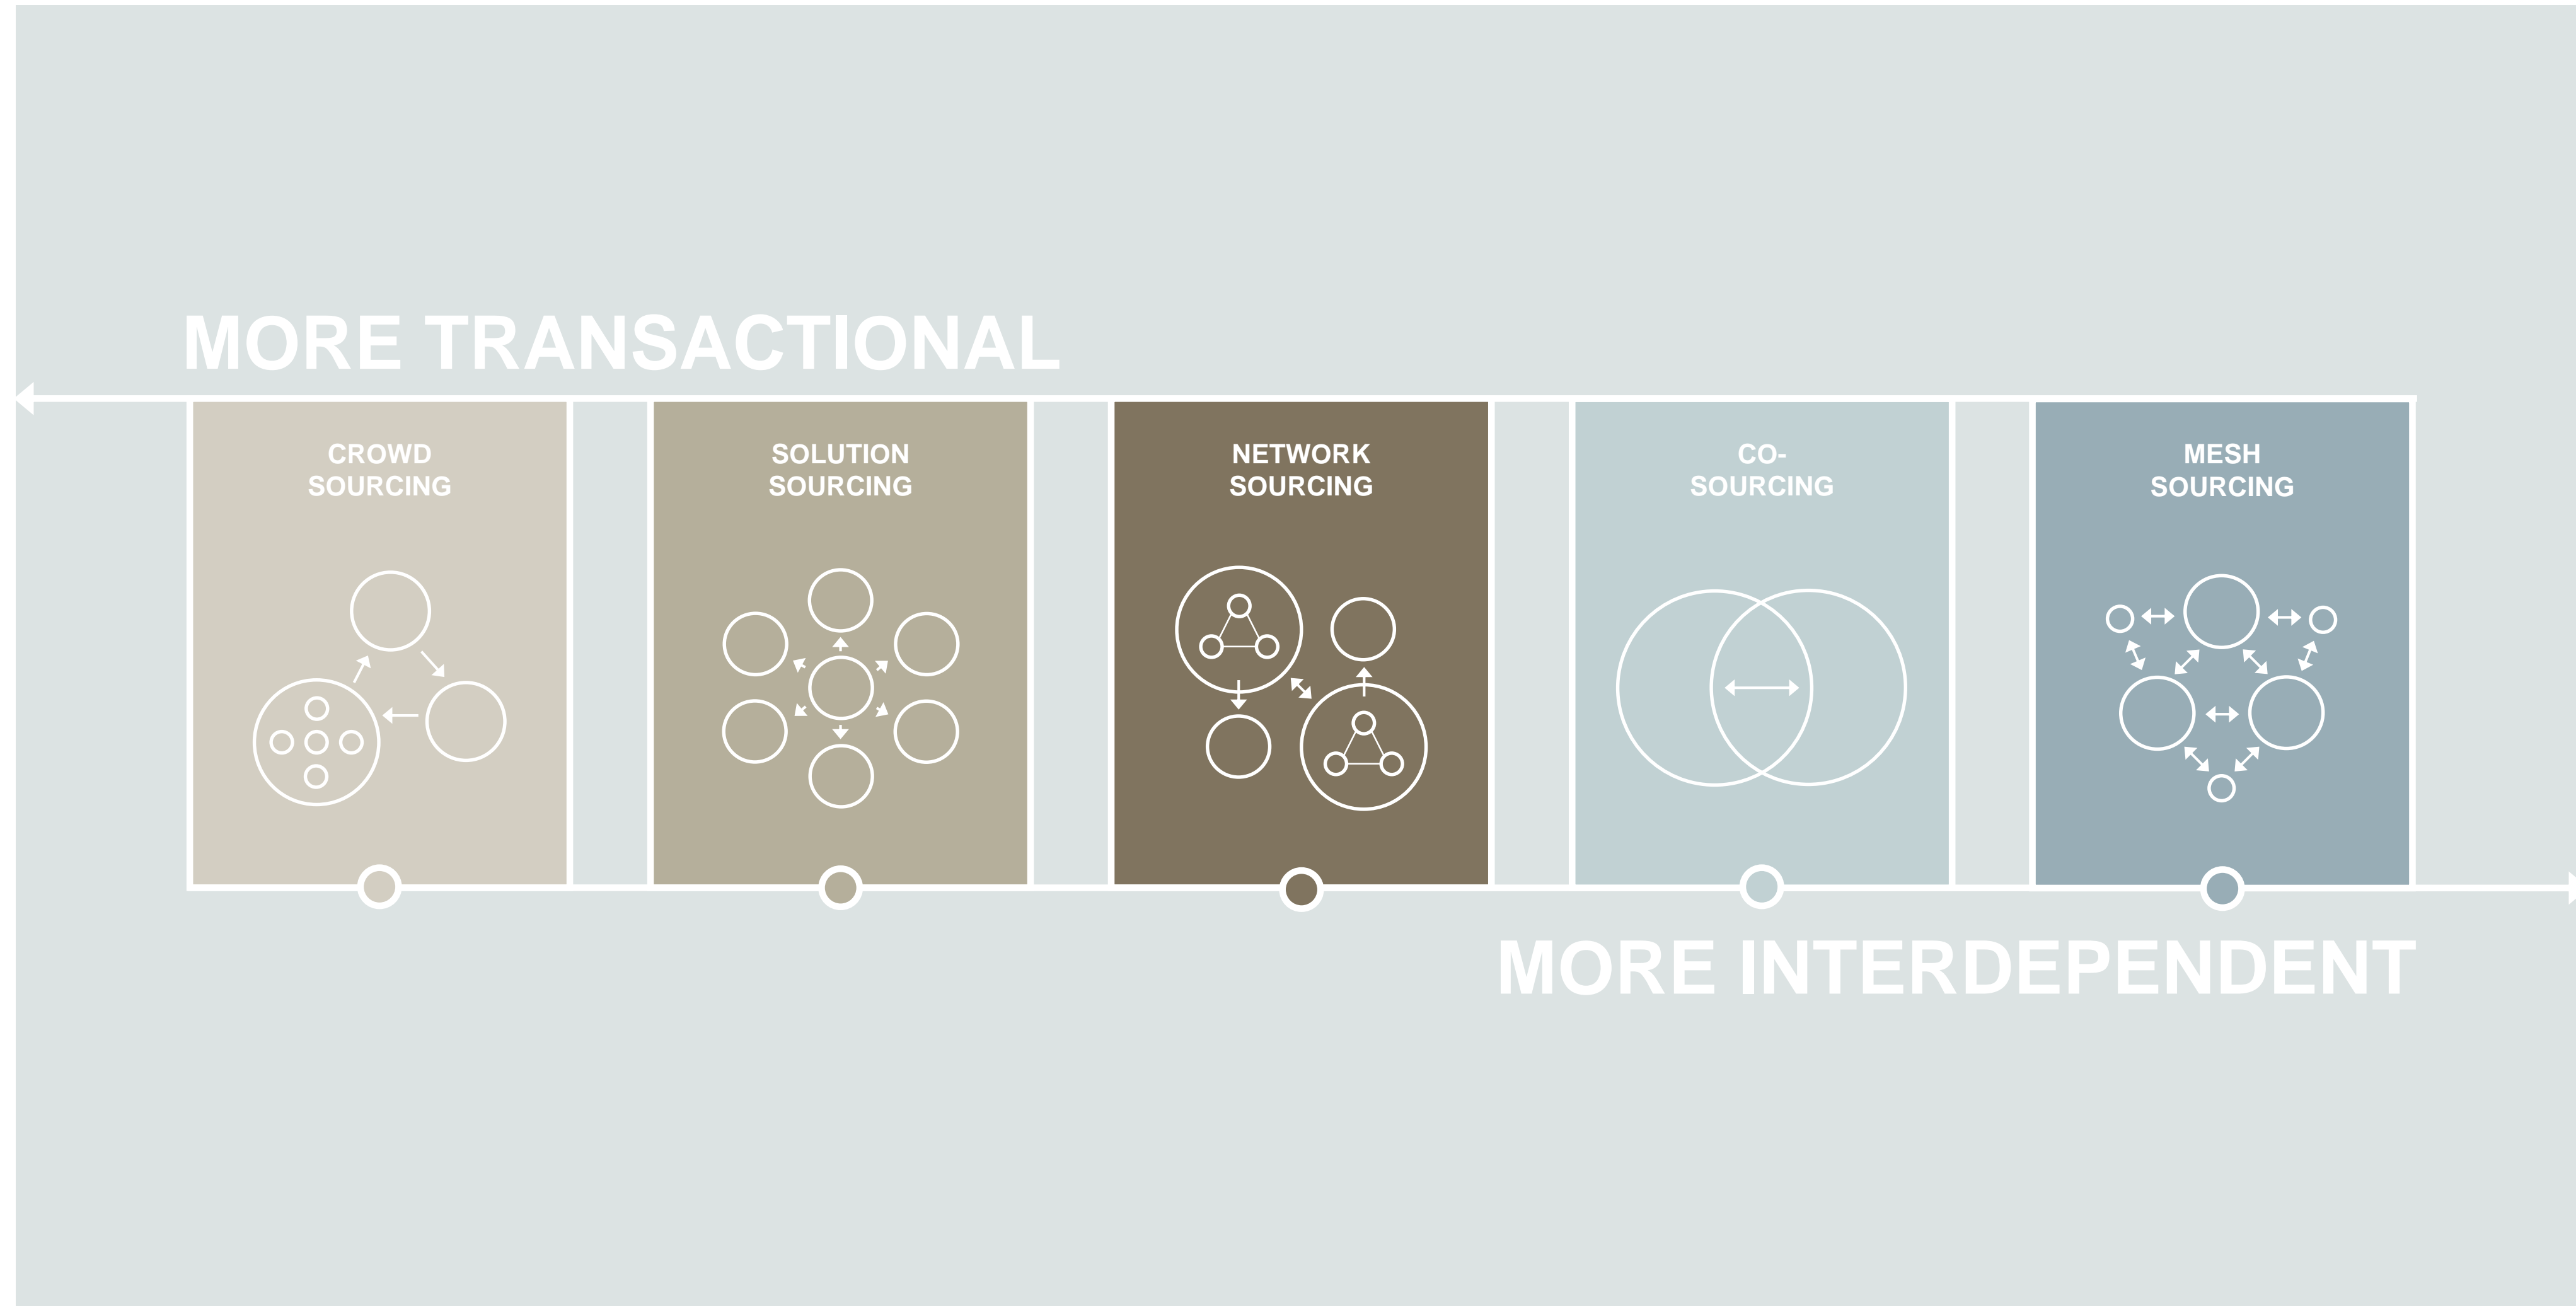 MORE TRANSACTIONAL
CROWD
SOURCING
SOLUTION
SOURCING
NETWORK
SOURCING
CO-
SOURCING
MESH
SOURCING
MORE INTERDEPENDENT